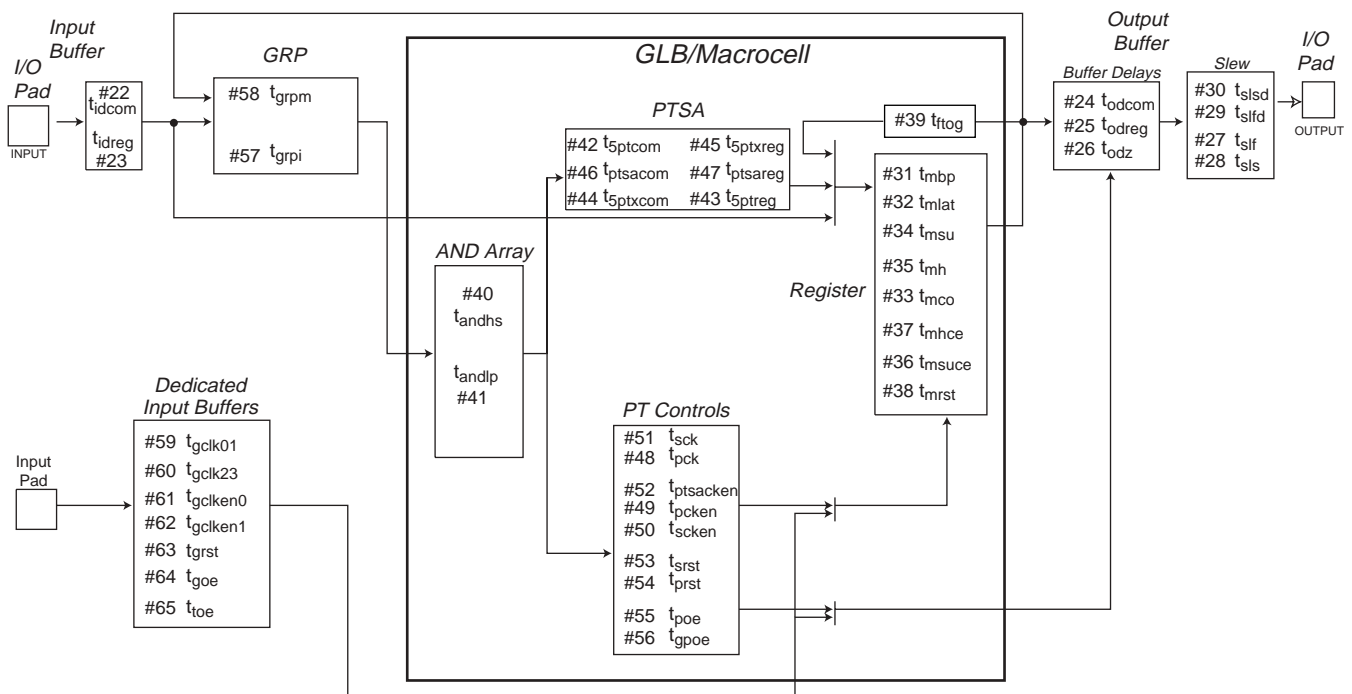 Input
Buffer
I/O
Pad
INPUT
#22
tidcom
tidreg
#23
GRP
#58 tgrpm
#57 tgrpi
GLB/Macrocell
PTSA
#42 t5ptcom #45 t5ptxreg
#46 tptsacom #47 tptsareg
#44 t5ptxcom #43 t5ptreg
#39 tftog
AND Array
#40
tandhs
tandlp
#41
Register
#31 tmbp
#32 tmlat
#34 tmsu
#35 tmh
#33 tmco
#37 tmhce
#36 tmsuce
#38 tmrst
Output
Buffer
Buffer Delays
#24 todcom
#25 todreg
#26 todz
Slew
#30 tslsd
#29 tslfd
#27 tslf
#28 tsls
I/O
Pad
OUTPUT
Dedicated
Input Buffers
Input
Pad
#59 tgclk01
#60 tgclk23
#61 tgclken0
#62 tgclken1
#63 tgrst
#64 tgoe
#65 ttoe
PT Controls
#51 tsck
#48 tpck
#52 tptsacken
#49 tpcken
#50 tscken
#53 tsrst
#54 tprst
#55 tpoe
#56 tgpoe